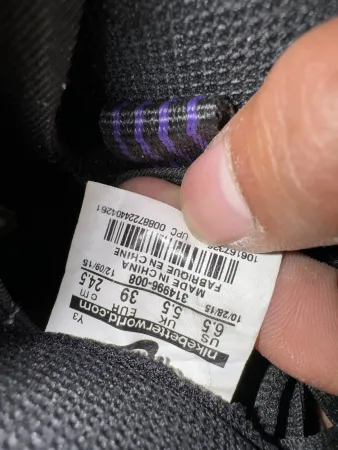 nikebetterworld.com
Y3
US UK EUR cm
6.5 5.5 39 24.5
10/28/15 12/09/15
314996-008
MADE IN CHINA
FABRIQUE EN CHINE
UPC 00887224404261